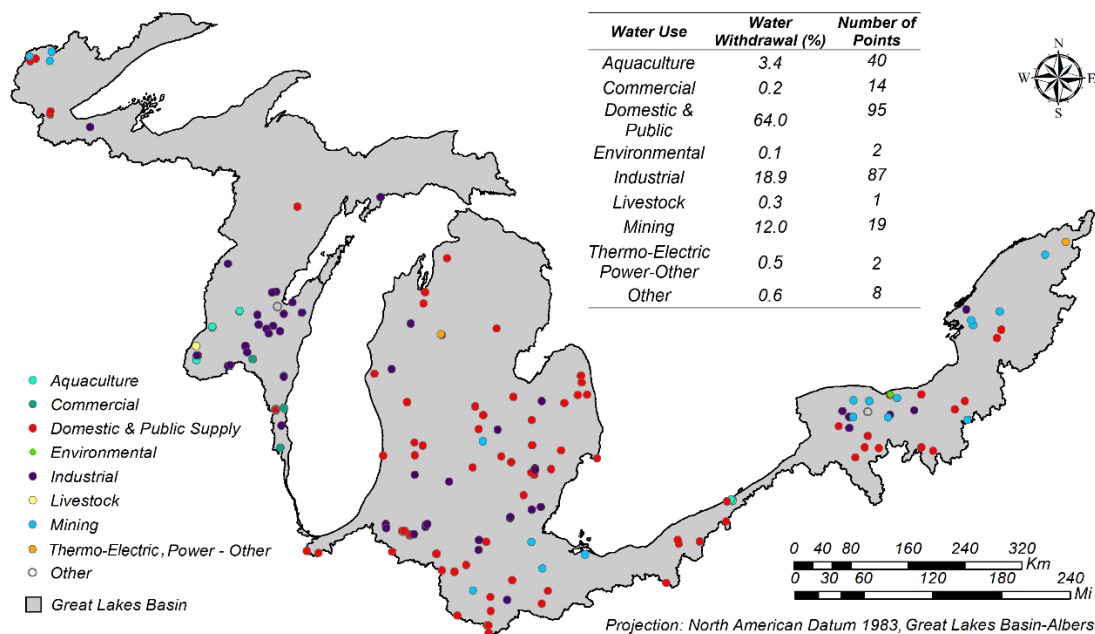 Water Use Water Withdrawal (%) Number of Points
Aquaculture 3.4 40
Commercial 0.2 14
Domestic & Public 64.0 95
Environmental 0.1 2
Industrial 18.9 87
Livestock 0.3 1
Mining 12.0 19
Thermo-Electric Power-Other 0.5 2
Other 0.6 8
N
W E
S
Aquaculture
Commercial
Domestic & Public Supply
Environmental
Industrial
Livestock
Mining
Thermo-Electric, Power - Other
Other
Great Lakes Basin
0 40 80 160 240 320
Km
0 30 60 120 180 240
Mi
Projection: North American Datum 1983, Great Lakes Basin-Albers